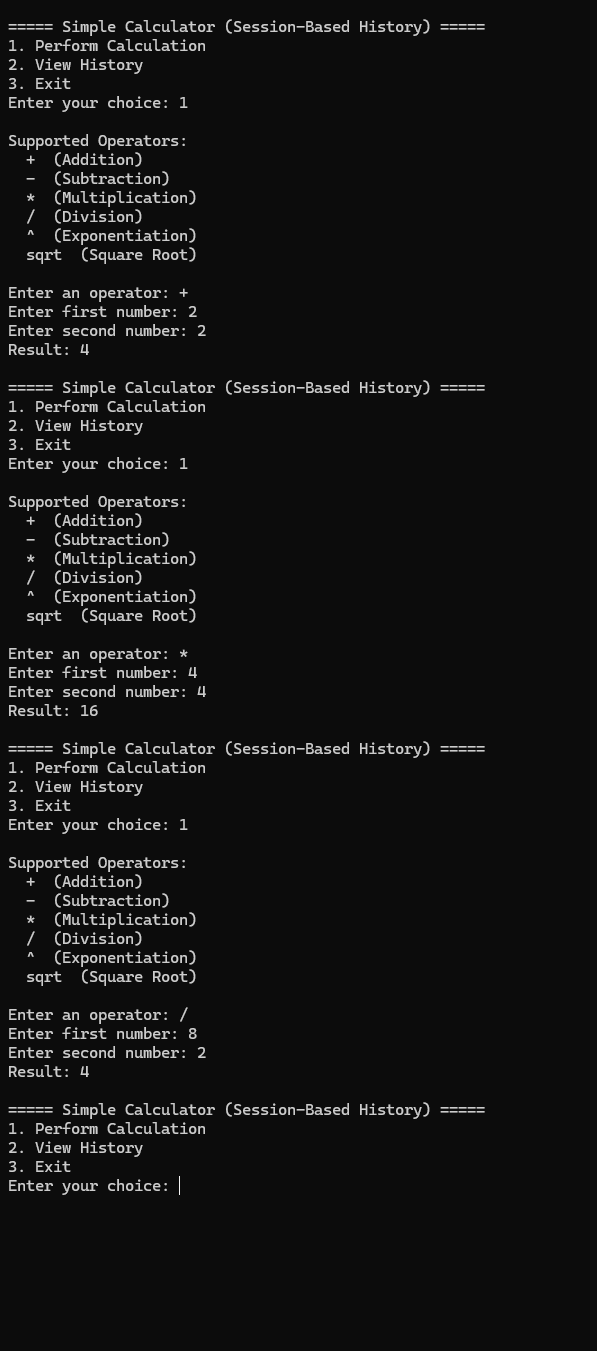 ===== Simple Calculator (Session-Based History) =====
1. Perform Calculation
2. View History
3. Exit
Enter your choice: 1

Supported Operators:
  +  (Addition)
  -  (Subtraction)
  *  (Multiplication)
  /  (Division)
  ^  (Exponentiation)
  sqrt  (Square Root)

Enter an operator: +
Enter first number: 2
Enter second number: 2
Result: 4

===== Simple Calculator (Session-Based History) =====
1. Perform Calculation
2. View History
3. Exit
Enter your choice: 1

Supported Operators:
  +  (Addition)
  -  (Subtraction)
  *  (Multiplication)
  /  (Division)
  ^  (Exponentiation)
  sqrt  (Square Root)

Enter an operator: *
Enter first number: 4
Enter second number: 4
Result: 16

===== Simple Calculator (Session-Based History) =====
1. Perform Calculation
2. View History
3. Exit
Enter your choice: 1

Supported Operators:
  +  (Addition)
  -  (Subtraction)
  *  (Multiplication)
  /  (Division)
  ^  (Exponentiation)
  sqrt  (Square Root)

Enter an operator: /
Enter first number: 8
Enter second number: 2
Result: 4

===== Simple Calculator (Session-Based History) =====
1. Perform Calculation
2. View History
3. Exit
Enter your choice: